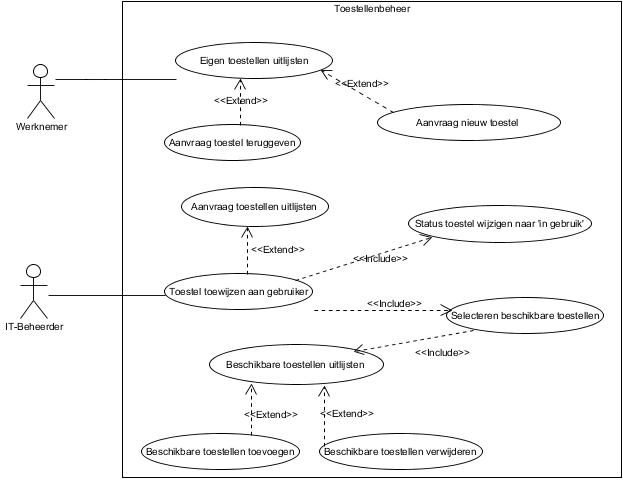 Toestellenbeheer
Eigen toestellen uitlijsten
<<Extend>>
<<Extend>>
Werknemer
Aanvraag nieuw toestel
Aanvraag toestel teruggeven
Aanvraag toestellen uitlijsten
Status toestel wijzigen naar 'in gebruik'
<<Extend>>
<<Include>>
Toestel toewijzen aan gebruiker
<<Include>>
IT-Beheerder
Selecteren beschikbare toestellen
<<Include>>
Beschikbare toestellen uitlijsten
<<Extend>>
<<Extend>>
Beschikbare toestellen toevoegen
Beschikbare toestellen verwijderen